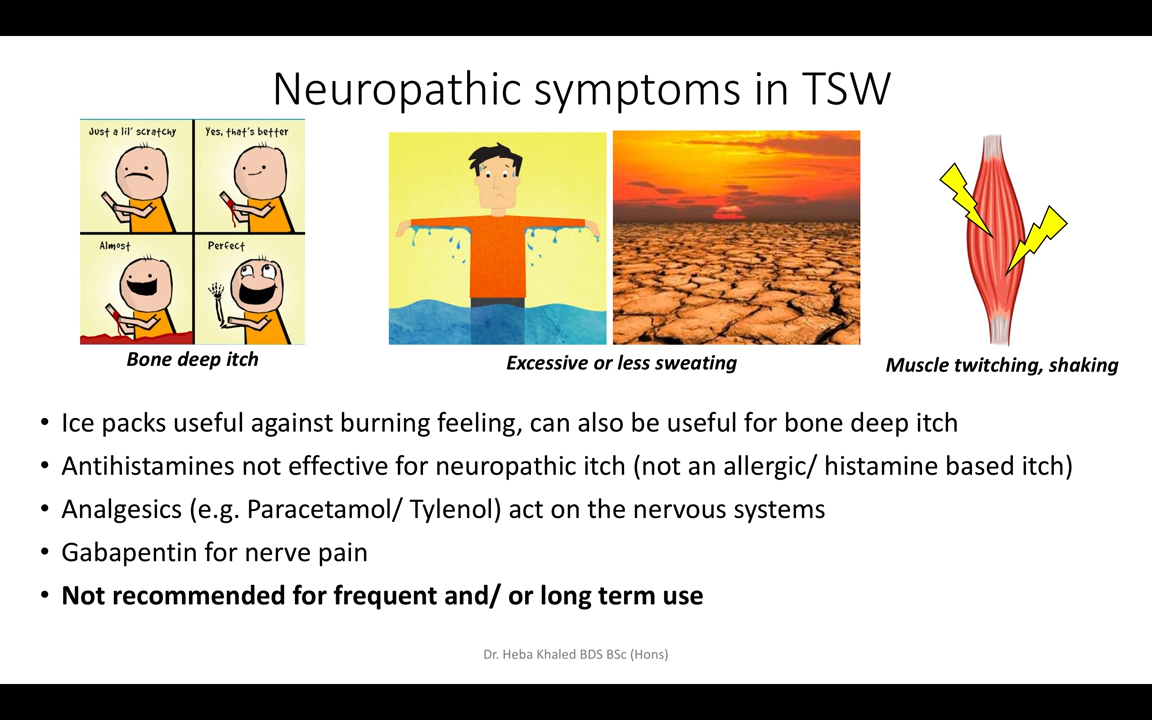 Neuropathic symptoms in TSW
Just a lil' scratchy
Yes, that's better
Almost
Perfect
Bone deep itch
Excessive or less sweating
Muscle twitching, shaking
• Ice packs useful against burning feeling, can also be useful for bone deep itch
• Antihistamines not effective for neuropathic itch (not an allergic/ histamine based itch)
• Analgesics (e.g. Paracetamol/ Tylenol) act on the nervous systems
• Gabapentin for nerve pain
• Not recommended for frequent and/ or long term use
Dr. Heba Khaled BDS BSc (Hons)